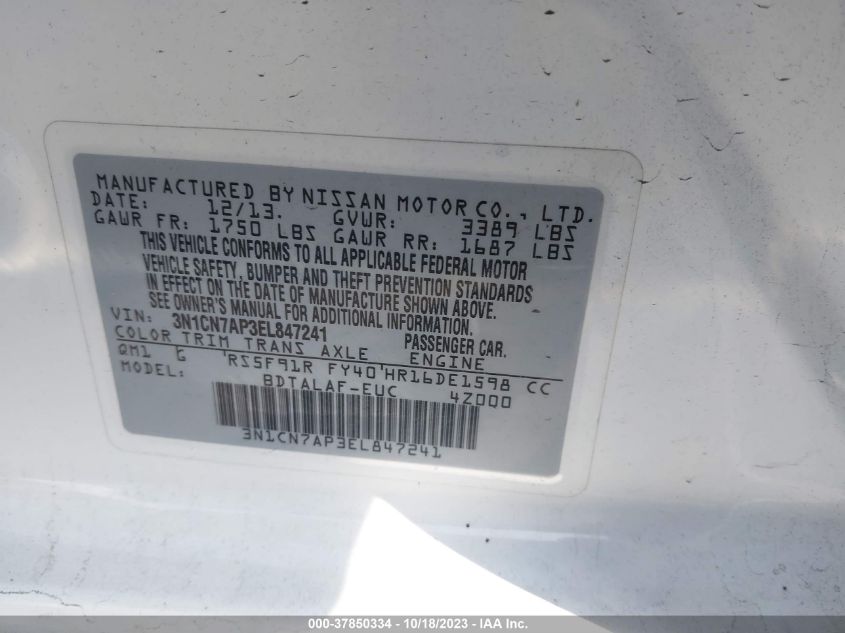 MANUFACTURED BY NISSAN MOTOR CO., LTD.
DATE: 12/13. GVWR: 3389 LBS
GAWR FR: 1750 LBS GAWR RR: 1687 LBS
THIS VEHICLE CONFORMS TO ALL APPLICABLE FEDERAL MOTOR
VEHICLE SAFETY, BUMPER AND THEFT PREVENTION STANDARDS
IN EFFECT ON THE DATE OF MANUFACTURE SHOWN ABOVE.
SEE OWNER'S MANUAL FOR ADDITIONAL INFORMATION.
VIN: 3N1CN7AP3EL847241 PASSENGER CAR.
COLOR TRIM TRANS AXLE ENGINE
QM1 G RS5F91R FY40 HR16DE1598 CC
MODEL: BDTALAF-EUC 4Z000
3N1CN7AP3EL847241
000-37850334 - 10/18/2023 - IAA Inc.